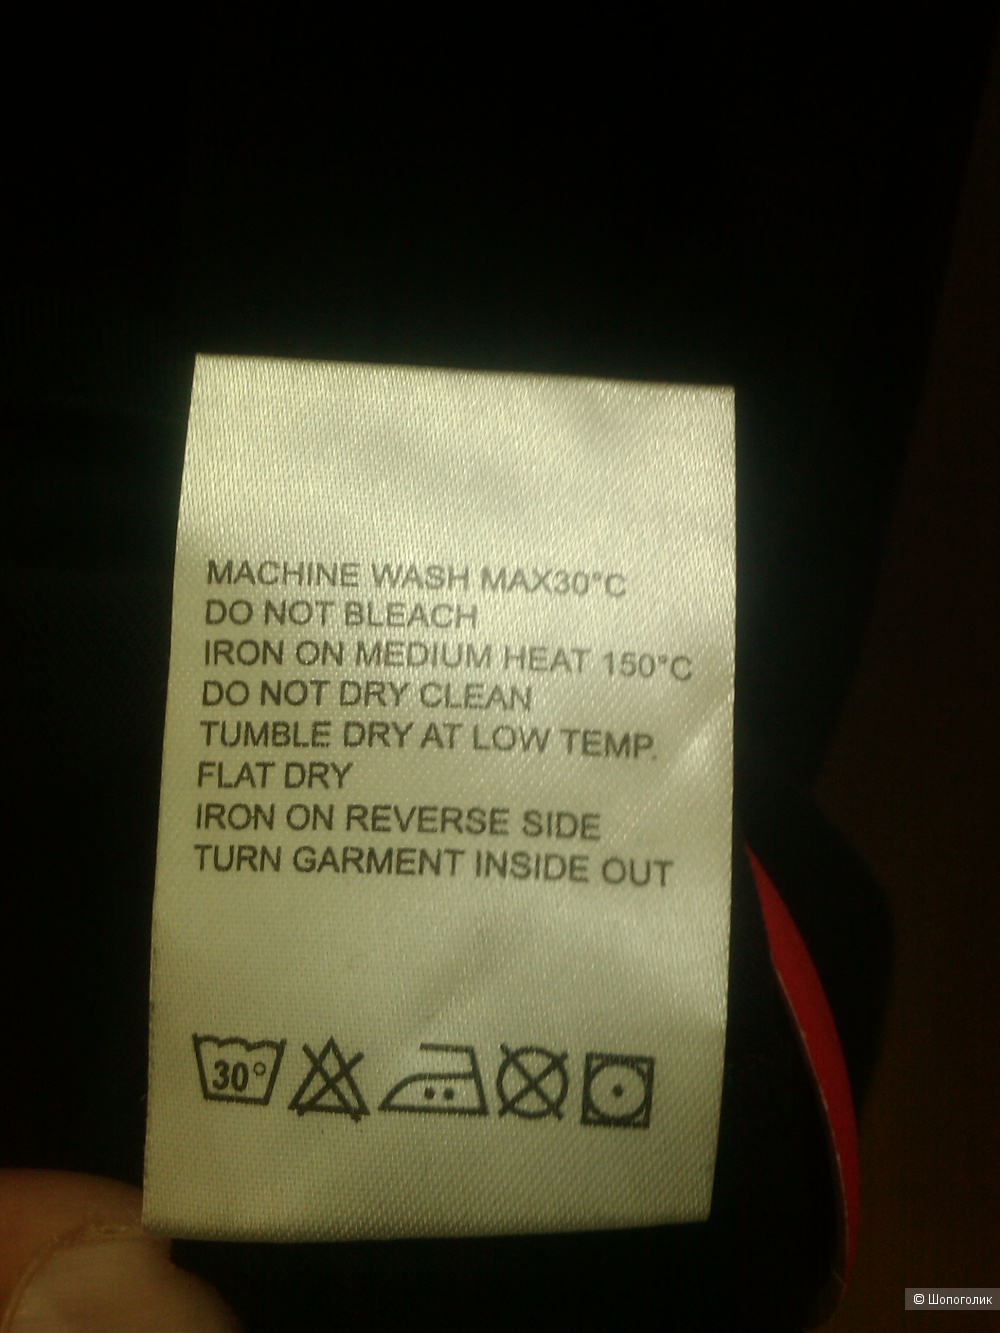 MACHINE WASH MAX30°C
DO NOT BLEACH
IRON ON MEDIUM HEAT 150°C
DO NOT DRY CLEAN
TUMBLE DRY AT LOW TEMP.
FLAT DRY
IRON ON REVERSE SIDE
TURN GARMENT INSIDE OUT
30°
© Шопоголик